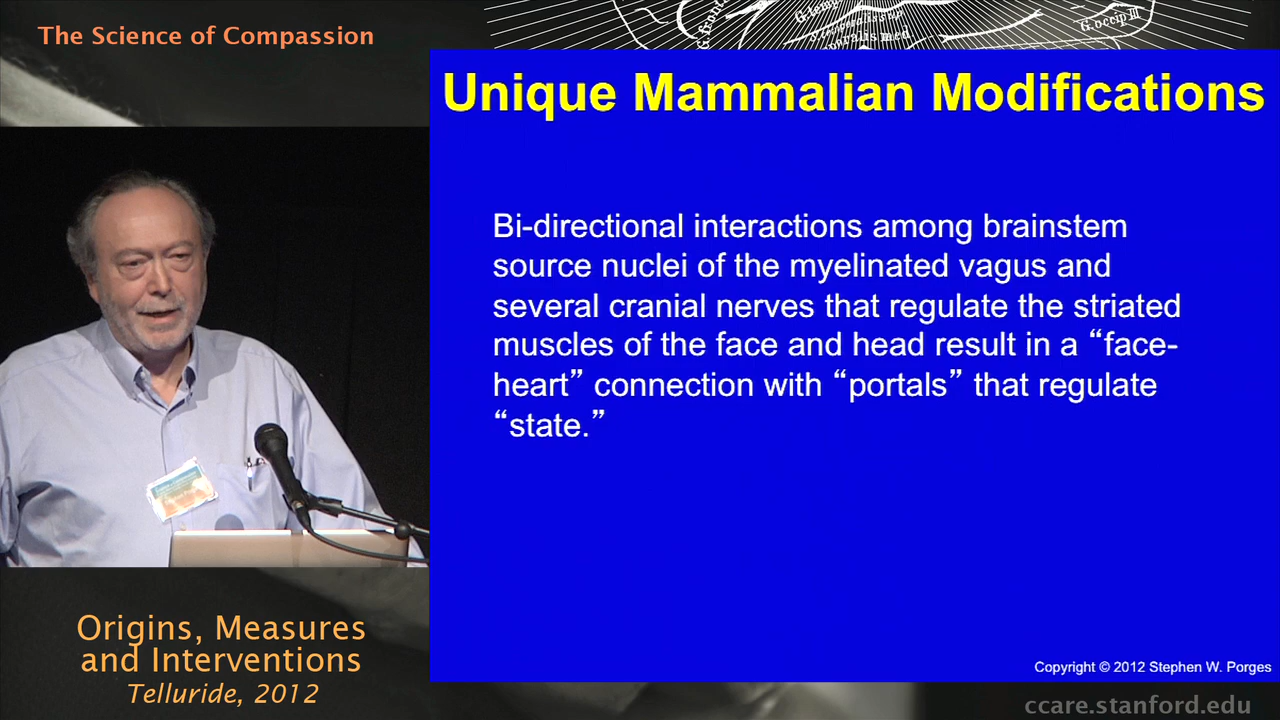 The Science of Compassion
G. occip III
Unique Mammalian Modifications
Bi-directional interactions among brainstem
source nuclei of the myelinated vagus and
several cranial nerves that regulate the striated
muscles of the face and head result in a “face-
heart” connection with “portals” that regulate
“state.”
Copyright © 2012 Stephen W. Porges
Origins, Measures
and Interventions
Telluride, 2012
ccare.stanford.edu